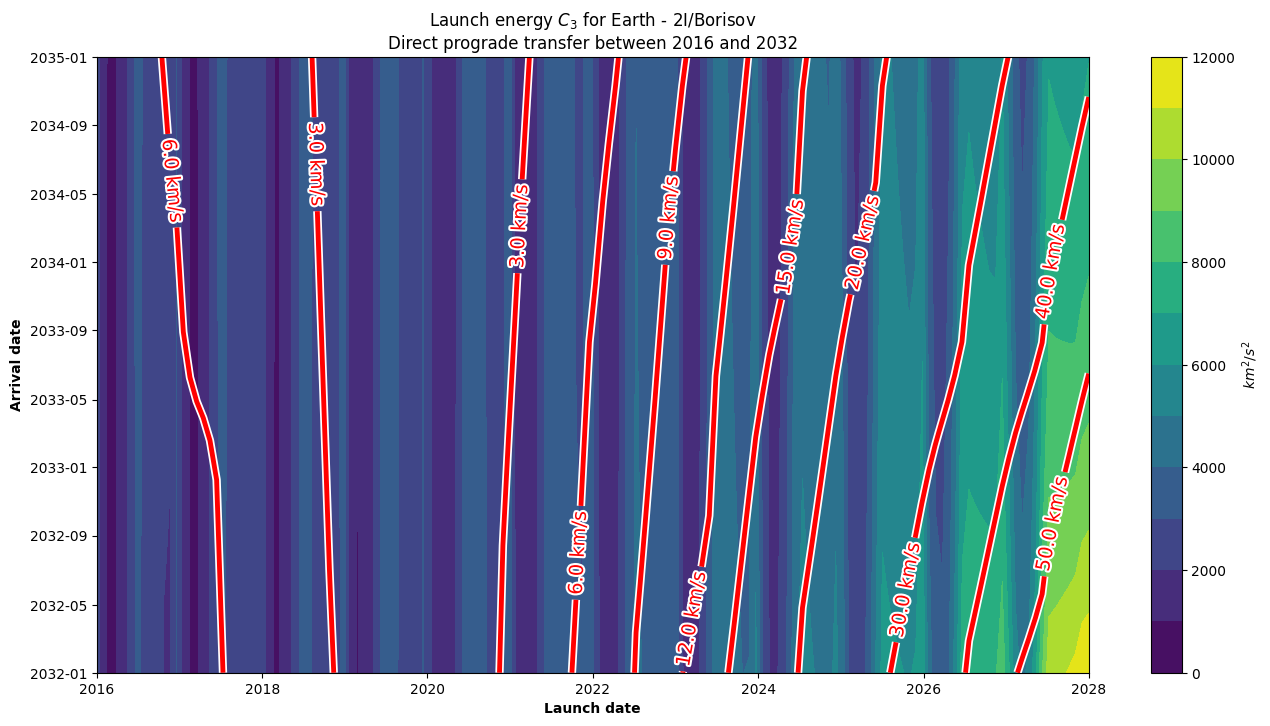 Launch energy C3 for Earth - 2I/Borisov
Direct prograde transfer between 2016 and 2032
2035-01
2034-09
2034-05
2034-01
2033-09
2033-05
2033-01
2032-09
2032-05
2032-01
Arrival date
6.0 km/s
3.0 km/s
3.0 km/s
6.0 km/s
9.0 km/s
12.0 km/s
15.0 km/s
20.0 km/s
30.0 km/s
40.0 km/s
50.0 km/s
2016
2018
2020
2022
2024
2026
2028
Launch date
12000
10000
8000
6000
4000
2000
0
km²/s²